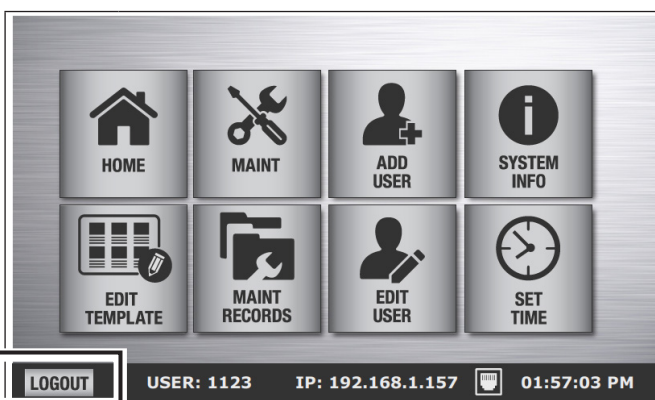 HOME
MAINT
ADD
USER
SYSTEM
INFO
EDIT
TEMPLATE
MAINT
RECORDS
EDIT
USER
SET
TIME
LOGOUT USER: 1123 IP: 192.168.1.157 01:57:03 PM